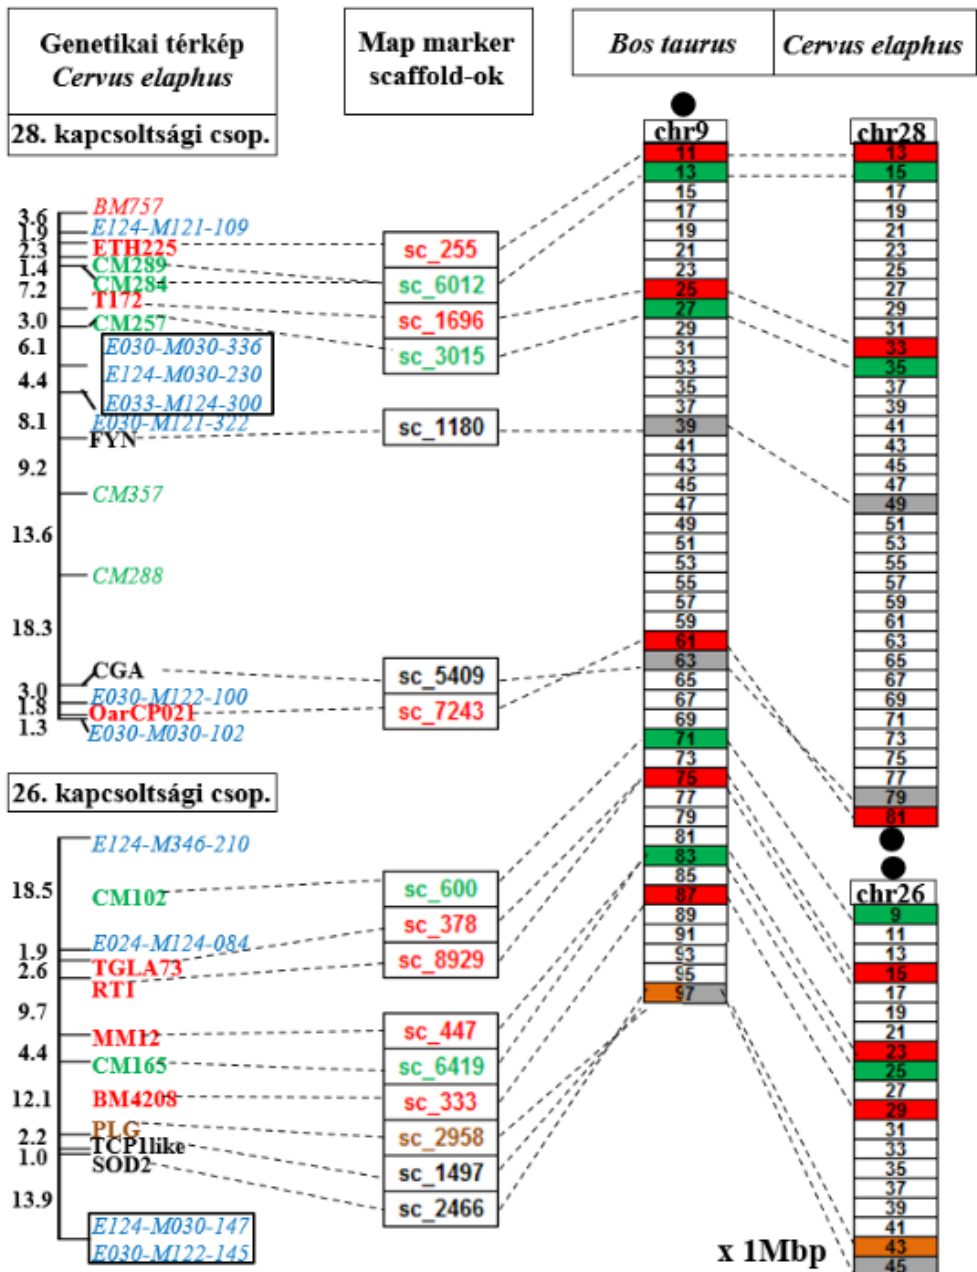 Genetikai térkép
Cervus elaphus
28. kapcsoltsági csop.
Map marker
scaffold-ok
Bos taurus
Cervus elaphus
3.6
1.9
2.3
1.4
7.2
3.0
6.1
4.4
8.1
9.2
13.6
18.3
3.0
1.8
1.3
BM757
E124-M121-109
ETH225
CM289
CM284
T172
CM257
E030-M030-336
E124-M030-230
E033-M124-300
E030-M121-322
FYN
CM357
CM288
CGA
E030-M122-100
OarCP021
E030-M030-102
sc_255
sc_6012
sc_1696
sc_3015
sc_1180
sc_5409
sc_7243
26. kapcsoltsági csop.
18.5
1.9
2.6
9.7
4.4
12.1
2.2
1.0
13.9
E124-M346-210
CM102
E024-M124-084
TGLA73
RT1
MM12
CM165
BM4208
PLG
TCP1like
SOD2
E124-M030-147
E030-M122-145
sc_600
sc_378
sc_8929
sc_447
sc_6419
sc_333
sc_2958
sc_1497
sc_2466
chr9
11
13
15
17
19
21
23
25
27
29
31
33
35
37
39
41
43
45
47
49
51
53
55
57
59
61
63
65
67
69
71
73
75
77
79
81
83
85
87
89
91
93
95
97
chr28
13
15
17
19
21
23
25
27
29
31
33
35
37
39
41
43
45
47
49
51
53
55
57
59
61
63
65
67
69
71
73
75
77
79
81
chr26
9
11
13
15
17
19
21
23
25
27
29
31
33
35
37
39
41
43
45
x 1Mbp